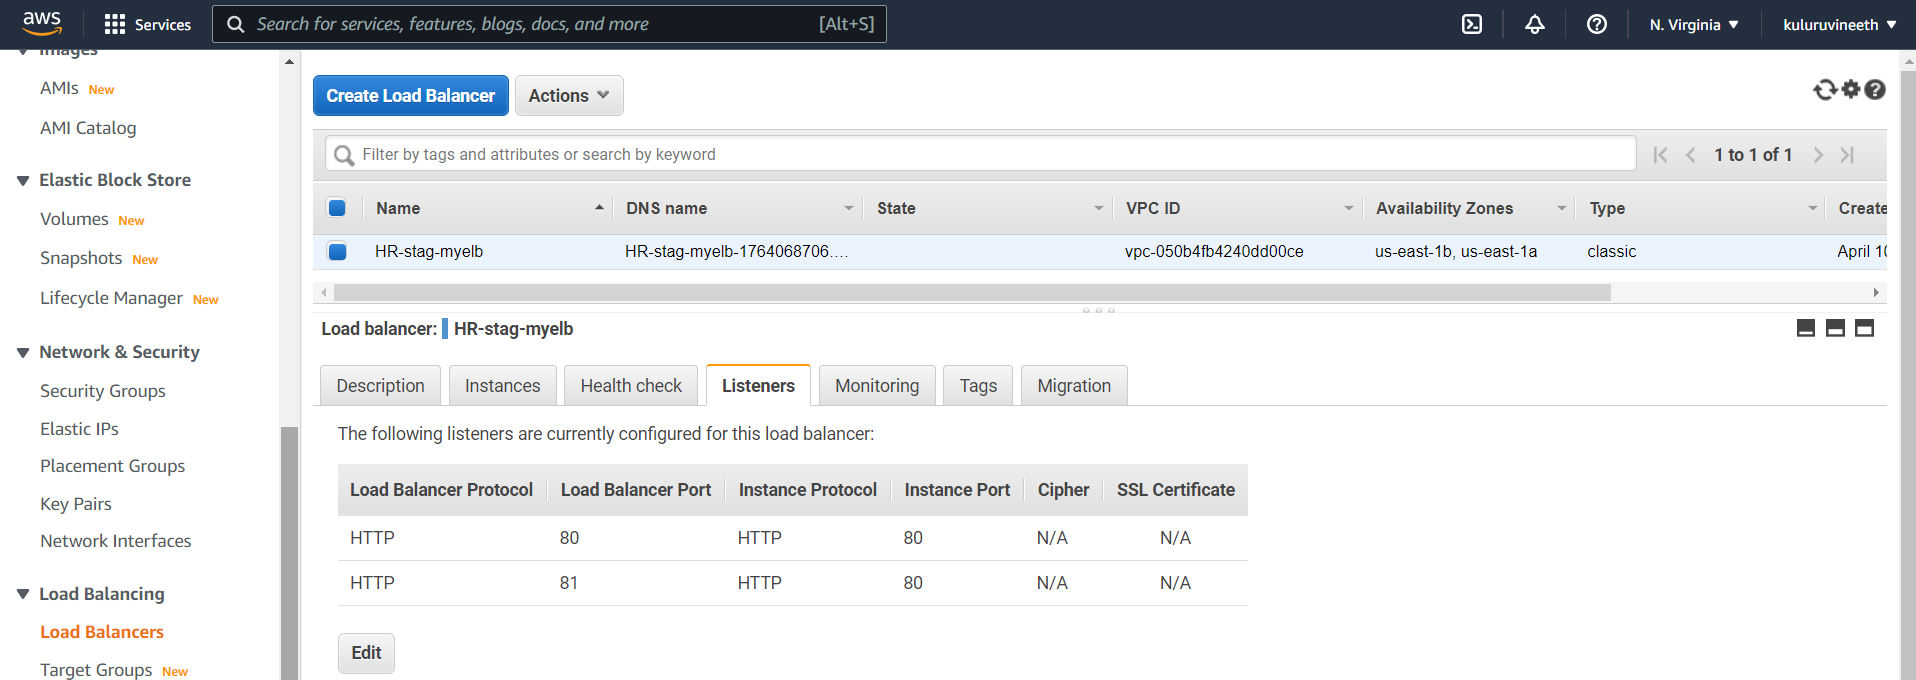 aws Services Search for services, features, blogs, docs, and more [Alt+S] N. Virginia kuluruvineeth
Images
AMIs New
AMI Catalog
Elastic Block Store
Volumes New
Snapshots New
Lifecycle Manager New
Network & Security
Security Groups
Elastic IPs
Placement Groups
Key Pairs
Network Interfaces
Load Balancing
Load Balancers
Target Groups New
Create Load Balancer Actions
Filter by tags and attributes or search by keyword 1 to 1 of 1
Name DNS name State VPC ID Availability Zones Type Create
HR-stag-myelb HR-stag-myelb-1764068706.... vpc-050b4fb4240dd00ce us-east-1b, us-east-1a classic April 10
Load balancer: HR-stag-myelb
Description Instances Health check Listeners Monitoring Tags Migration
The following listeners are currently configured for this load balancer:
Load Balancer Protocol Load Balancer Port Instance Protocol Instance Port Cipher SSL Certificate
HTTP 80 HTTP 80 N/A N/A
HTTP 81 HTTP 80 N/A N/A
Edit